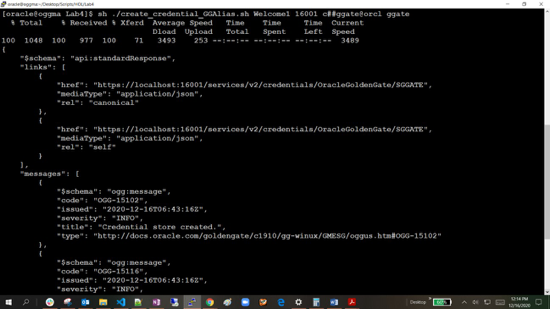 oracle@oggma:~/Desktop/Scripts/HOL/Lab4
[oracle@oggma Lab4]$ sh ./create_credential_GGAlias.sh Welcome1 16001 c##ggate@orcl ggate
% Total % Received % Xferd Average Speed Time Time Time Current
Dload Upload Total Spent Left Speed
100 1048 100 977 100 71 3493 253 --:--:-- --:--:-- --:--:-- 3489
{
"$schema": "api:standardResponse",
"links": [
{
"href": "https://localhost:16001/services/v2/credentials/OracleGoldenGate/SGGATE",
"mediaType": "application/json",
"rel": "canonical"
},
{
"href": "https://localhost:16001/services/v2/credentials/OracleGoldenGate/SGGATE",
"mediaType": "application/json",
"rel": "self"
}
],
"messages": [
{
"$schema": "ogg:message",
"code": "OGG-15102",
"issued": "2020-12-16T06:43:16Z",
"severity": "INFO",
"title": "Credential store created.",
"type": "http://docs.oracle.com/goldengate/c1910/gg-winux/GMESG/oggus.htm#OGG-15102"
},
{
"$schema": "ogg:message",
"code": "OGG-15116",
"issued": "2020-12-16T06:43:16Z",
"severity": "INFO",
Desktop
12:14 PM
12/16/2020